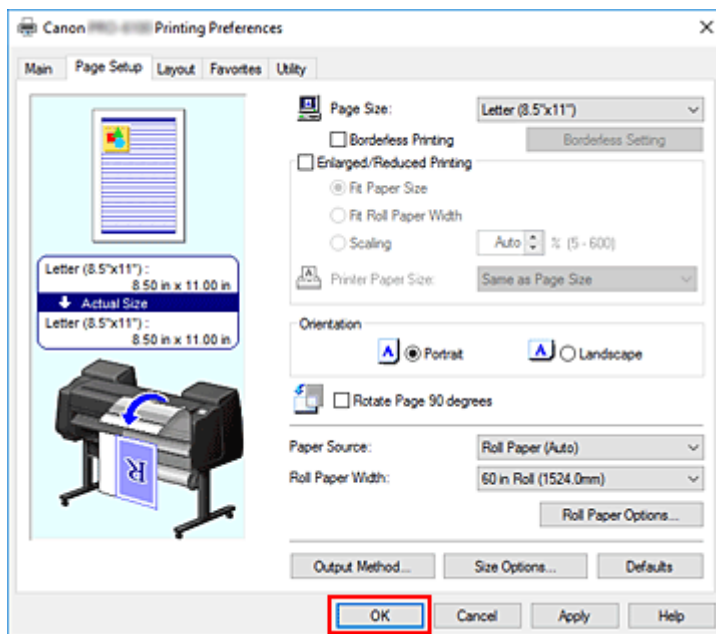 Canon Printing Preferences
Main Page Setup Layout Favorites Utility
Page Size: Letter (8.5"x11")
Borderless Printing Borderless Setting
Enlarged/Reduced Printing
Fit Paper Size
Fit Roll Paper Width
Scaling Auto % (5 - 600)
Printer Paper Size: Same as Page Size
Letter (8.5"x11") :
8.50 in x 11.00 in
Actual Size
Letter (8.5"x11") :
8.50 in x 11.00 in
Orientation
A Portrait A Landscape
Rotate Page 90 degrees
Paper Source: Roll Paper (Auto)
Roll Paper Width: 60 in Roll (1524.0mm)
Roll Paper Options...
R
Output Method... Size Options... Defaults
OK Cancel Apply Help